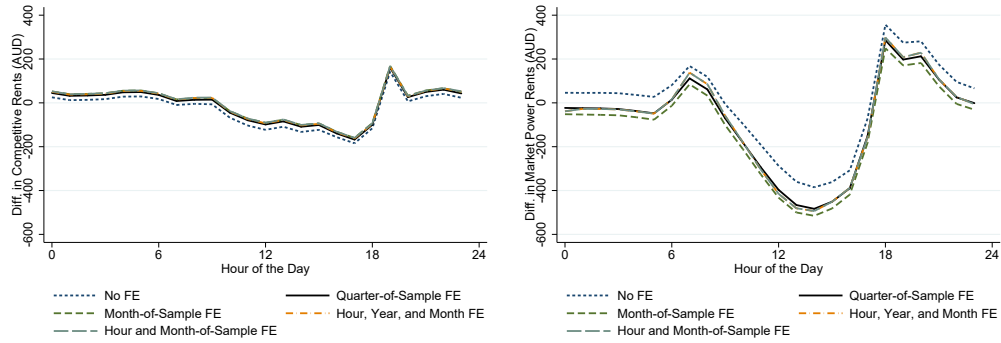 Diff. in Competitive Rents (AUD)
400
200
0
-200
-400
-600
0 6 12 18 24
Hour of the Day
No FE
Quarter-of-Sample FE
Month-of-Sample FE
Hour, Year, and Month FE
Hour and Month-of-Sample FE
Diff. in Market Power Rents (AUD)
400
200
0
-200
-400
-600
0 6 12 18 24
Hour of the Day
No FE
Quarter-of-Sample FE
Month-of-Sample FE
Hour, Year, and Month FE
Hour and Month-of-Sample FE